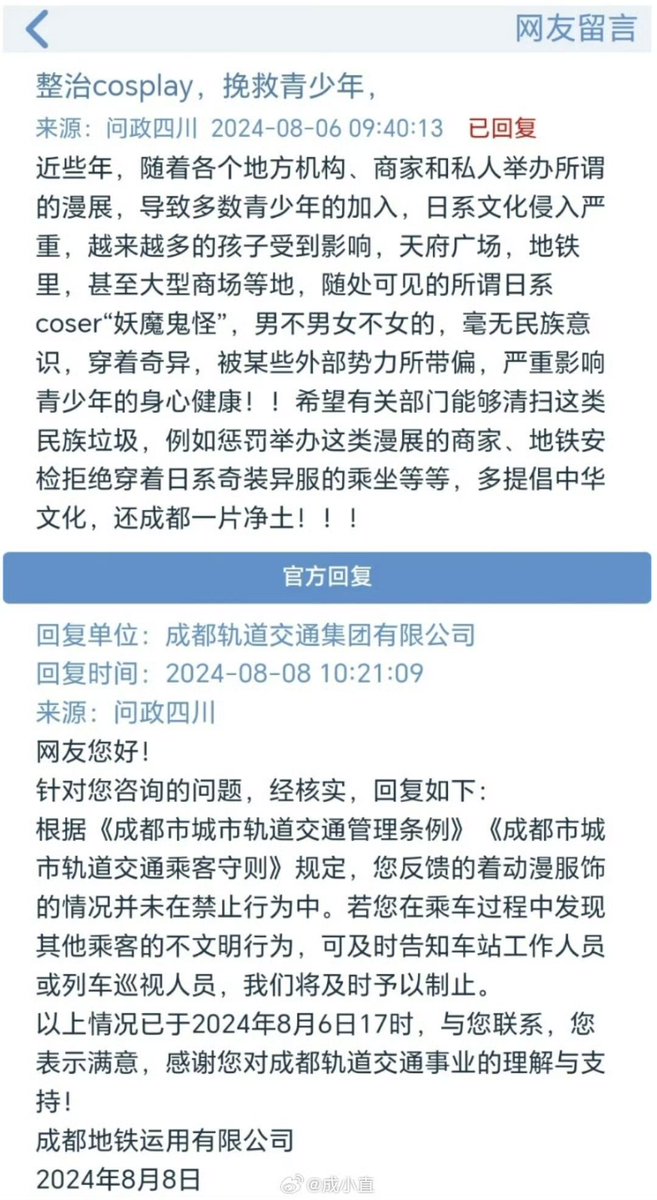 网友留言
整治cosplay，挽救青少年，
来源：问政四川 2024-08-06 09:40:13 已回复
近些年，随着各个地方机构、商家和私人举办所谓
的漫展，导致多数青少年的加入，日系文化侵入严
重，越来越多的孩子受到影响，天府广场，地铁
里，甚至大型商场等地，随处可见的所谓日系
coser“妖魔鬼怪”，男不男女不女的，毫无民族意
识，穿着奇异，被某些外部势力所带偏，严重影响
青少年的身心健康！！希望有关部门能够清扫这类
民族垃圾，例如惩罚举办这类漫展的商家、地铁安
检拒绝穿着日系奇装异服的乘坐等等，多提倡中华
文化，还成都一片净土！！！
官方回复
回复单位：成都轨道交通集团有限公司
回复时间：2024-08-08 10:21:09
来源：问政四川
网友您好！
针对您咨询的问题，经核实，回复如下：
根据《成都市城市轨道交通管理条例》《成都市城
市轨道交通乘客守则》规定，您反馈的着动漫服饰
的情况并未在禁止行为中。若您在乘车过程中发现
其他乘客的不文明行为，可及时告知车站工作人员
或列车巡视人员，我们将及时予以制止。
以上情况已于2024年8月6日17时，与您联系，您
表示满意，感谢您对成都轨道交通事业的理解与支
持！
成都地铁运用有限公司
2024年8月8日
@成小直